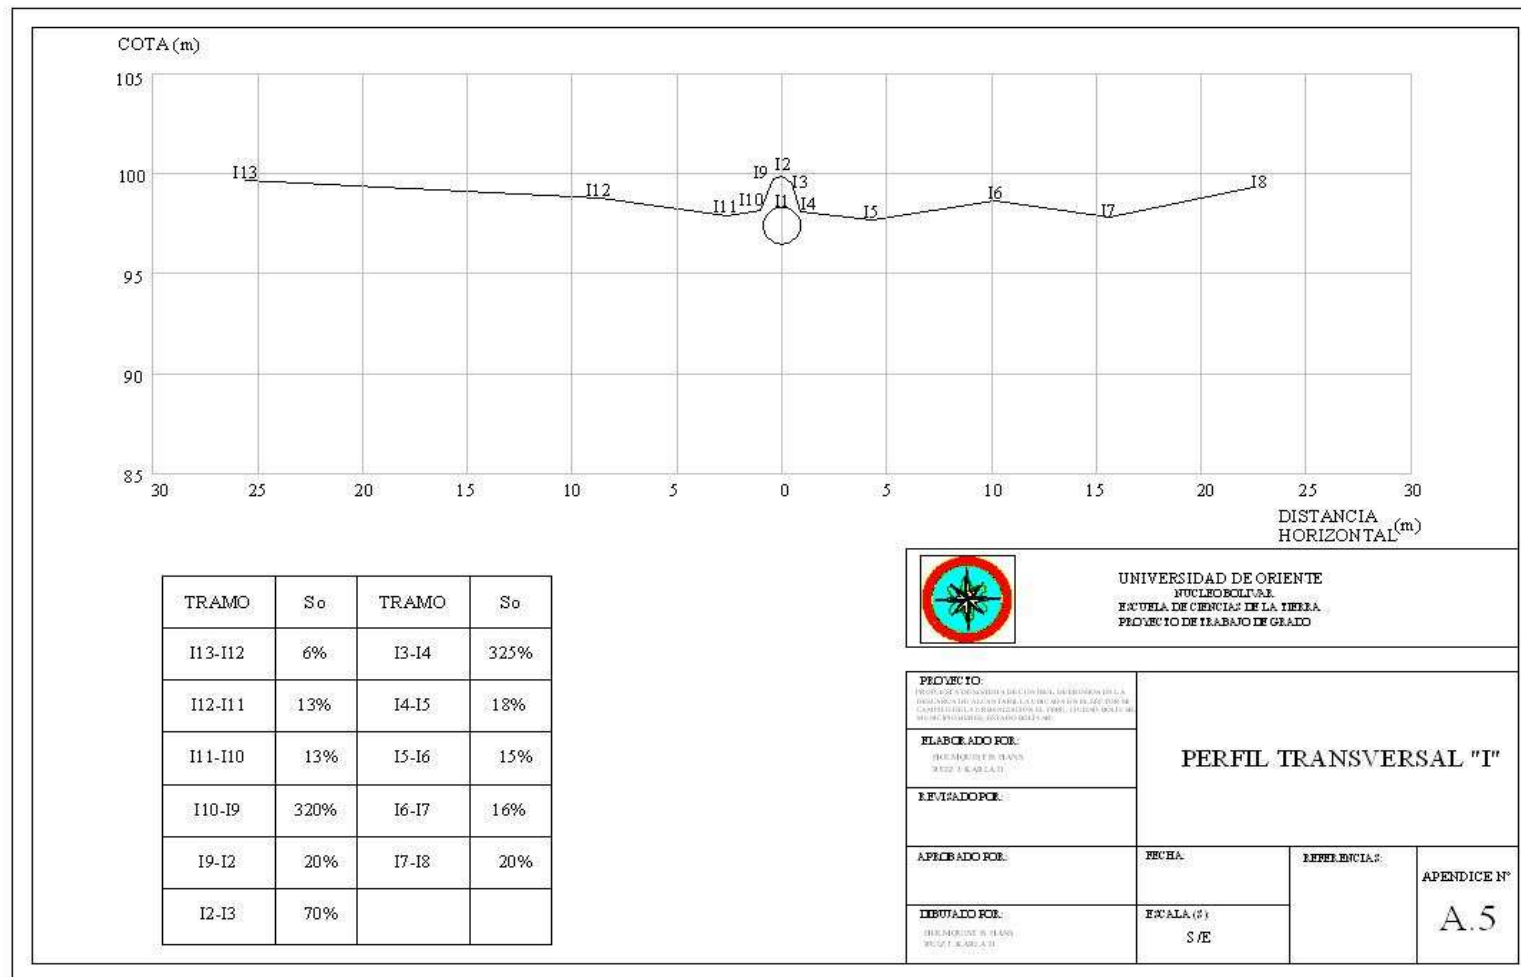 COTA (m)
105
100
95
90
85
I13
I12
I11
I10
I9
I2
I3
I1
I4
I5
I6
I7
I8
30 25 20 15 10 5 0 5 10 15 20 25 30
DISTANCIA
HORIZONTAL (m)
TRAMO So TRAMO So
I13-I12 6% I3-I4 325%
I12-I11 13% I4-I5 18%
I11-I10 13% I5-I6 15%
I10-I9 320% I6-I7 16%
I9-I2 20% I7-I8 20%
I2-I3 70%
UNIVERSIDAD DE ORIENTE
NUCLEO BOLIVAR
ESCUELA DE CIENCIAS DE LA TIERRA
PROYECTO DE TRABAJO DE GRADO
PROYECTO:
ELABORADO POR:
REVISADO POR:
PERFIL TRANSVERSAL "I"
APROBADO POR:
FECHA:
REFERENCIAS:
APENDICE Nº
A.5
DIBUJADO POR:
ESCALA (S):
S/E